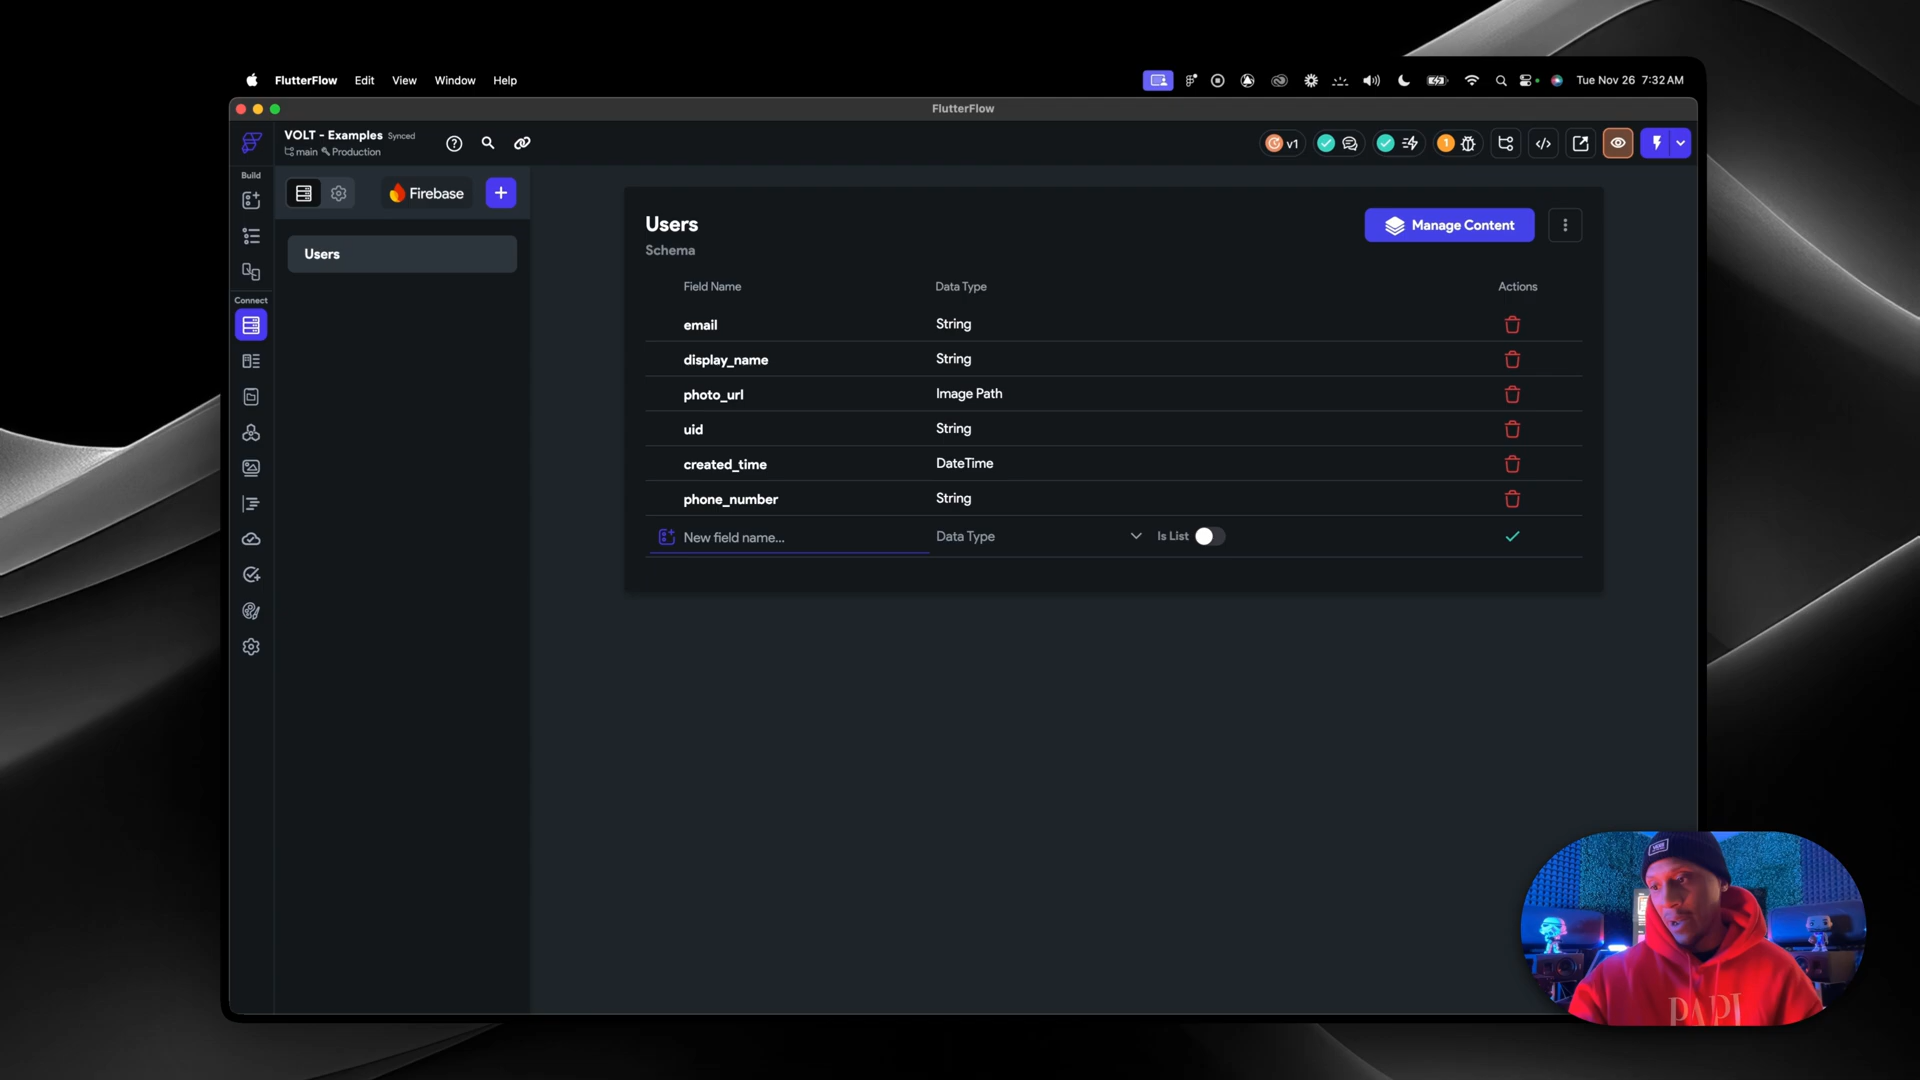 FlutterFlow Edit View Window Help Tue Nov 26 7:32 AM
FlutterFlow
VOLT - Examples Synced
main Production
v1
1
Build
Firebase
Users
Connect
Users
Manage Content
Schema
Field Name Data Type Actions
email String
display_name String
photo_url Image Path
uid String
created_time DateTime
phone_number String
New field name... Data Type Is List
PAPI